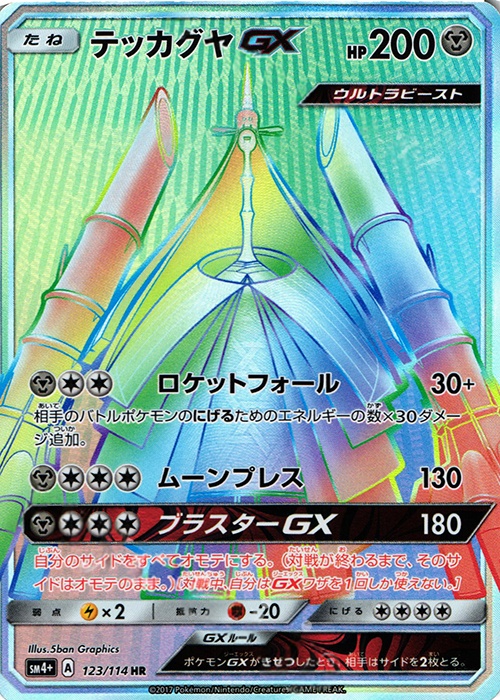 たね テッカグヤGX HP200
ウルトラビースト
ロケットフォール 30+
相手のバトルポケモンのにげるためのエネルギーの数×30ダメー
ジ追加。
ムーンプレス 130
ブラスターGX 180
自分のサイドをすべてオモテにする。（対戦が終わるまで、そのサ
イドはオモテのまま。）［対戦中、自分はGXワザを1回しか使えない。］
弱点 ×2 抵抗力 -20 にげる
GXルール
ポケモンGXがきぜつしたとき、相手はサイドを2枚とる。
Illus.5ban Graphics
SM4+ A 123/114 HR
©2017 Pokémon/Nintendo/Creatures/GAME FREAK.